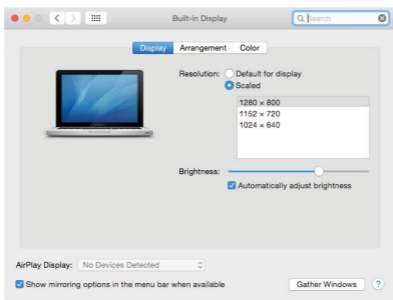 Built-in Display
Search
Display Arrangement Color
Resolution: Default for display
Scaled
1280 × 800
1152 × 720
1024 × 640
Brightness:
Automatically adjust brightness
AirPlay Display: No Devices Detected
Show mirroring options in the menu bar when available
Gather Windows ?